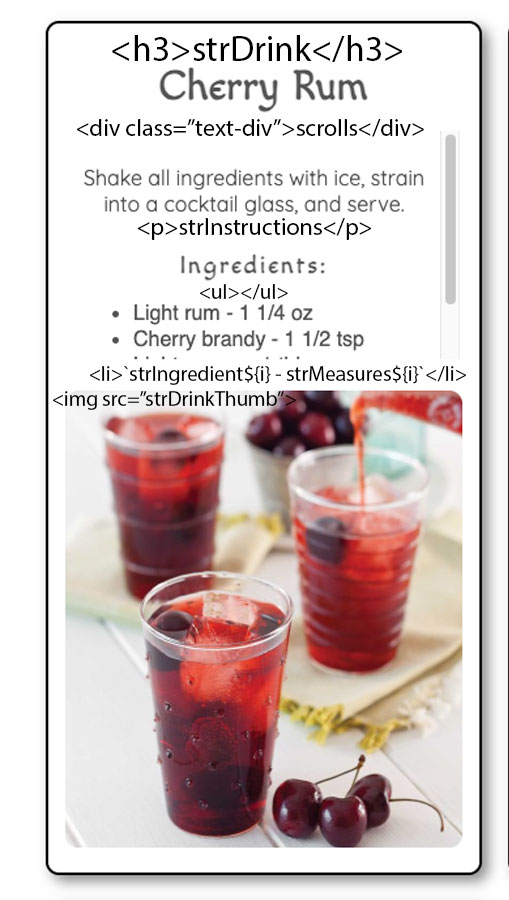 <h3>strDrink</h3>
Cherry Rum
<div class=”text-div”>scrolls</div>
Shake all ingredients with ice, strain
into a cocktail glass, and serve.
<p>strInstructions</p>
Ingredients:
<ul></ul>
• Light rum - 1 1/4 oz
• Cherry brandy - 1 1/2 tsp
<li>`strIngredient${i} - strMeasures${i}`</li>
<img src=”strDrinkThumb”>